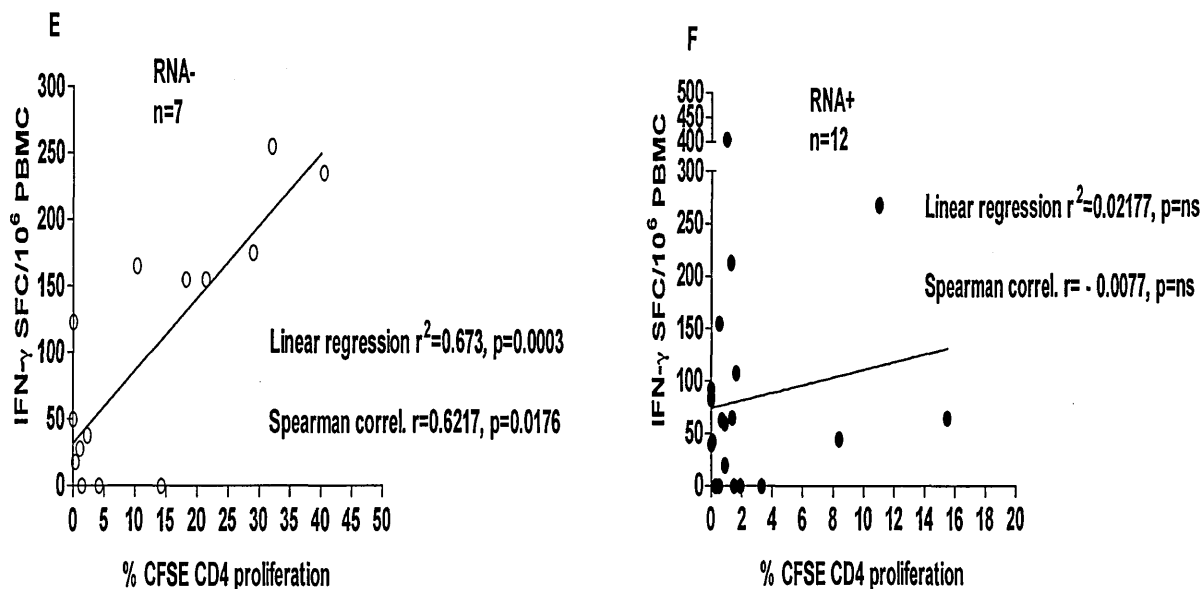 E
RNA-
n=7
300
250
200
150
100
50
0
IFN-γ SFC/10⁶ PBMC
Linear regression r²=0.673, p=0.0003
Spearman correl. r=0.6217, p=0.0176
0 5 10 15 20 25 30 35 40 45 50
% CFSE CD4 proliferation
F
RNA+
n=12
500
450
400
300
250
200
150
100
50
0
IFN-γ SFC/10⁶ PBMC
Linear regression r²=0.02177, p=ns
Spearman correl. r= - 0.0077, p=ns
0 2 4 6 8 10 12 14 16 18 20
% CFSE CD4 proliferation